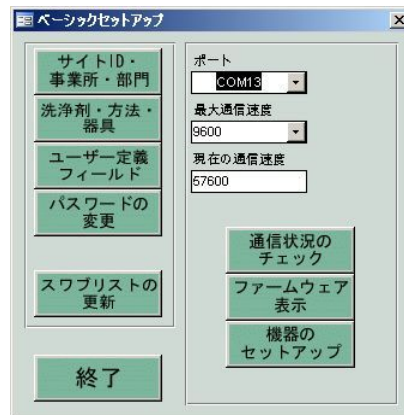 ベーシックセットアップ
サイトID・
事業所・部門
洗浄剤・方法・
器具
ユーザー定義
フィールド
パスワードの
変更
スワブリストの
更新
終了
ポート
COM13
最大通信速度
9600
現在の通信速度
57600
通信状況の
チェック
ファームウェア
表示
機器の
セットアップ